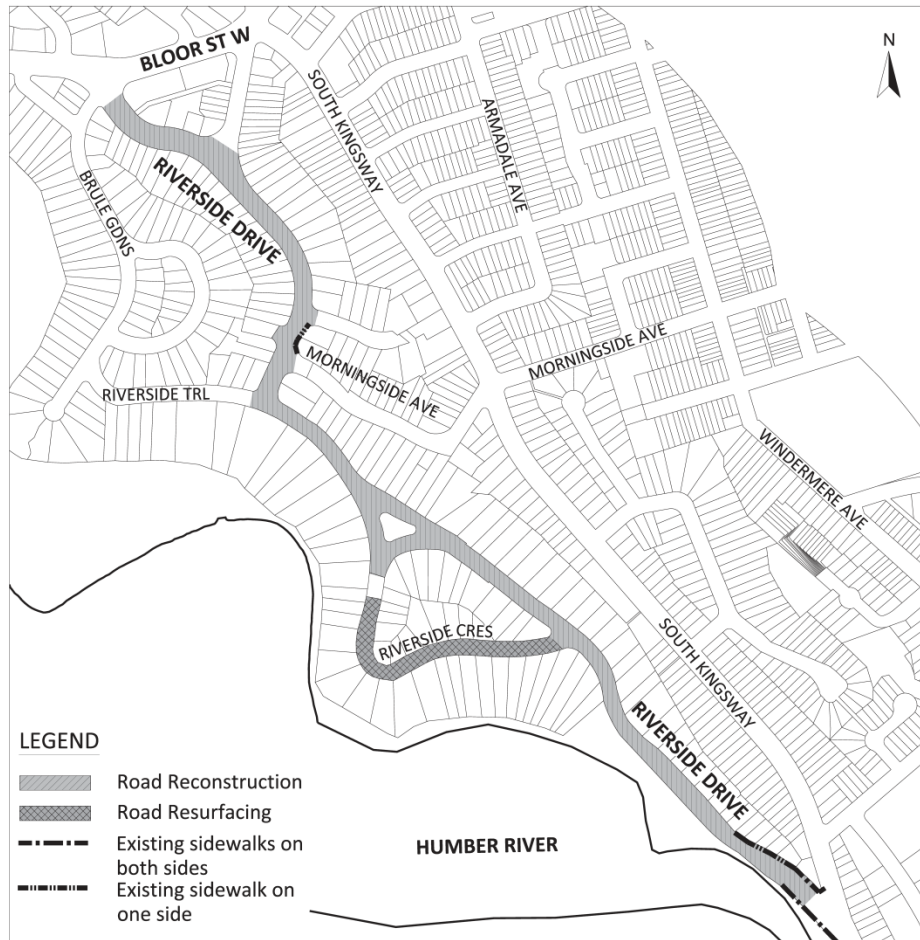 BLOOR ST W
N
SOUTH KINGSWAY
ARMADALE AVE
RIVERSIDE DRIVE
BRULE GDNS
MORNINGSIDE AVE
MORNINGSIDE AVE
RIVERSIDE TRL
WINDERMERE AVE
RIVERSIDE CRES
SOUTH KINGSWAY
RIVERSIDE DRIVE
LEGEND
Road Reconstruction
Road Resurfacing
Existing sidewalks on
both sides
Existing sidewalk on
one side
HUMBER RIVER